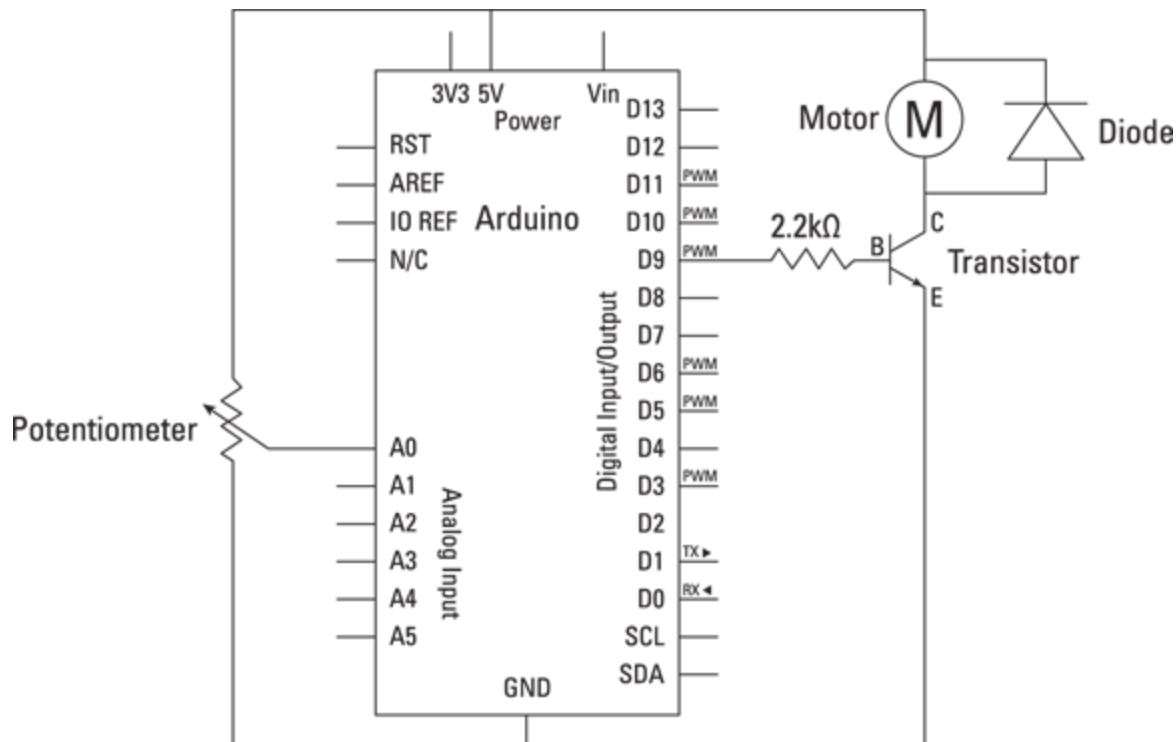 3V3 5V Vin
Power
D13
RST D12
AREF D11 PWM
IO REF Arduino D10 PWM
N/C D9 PWM
D8
D7
D6 PWM
D5 PWM
A0 D4
A1 D3 PWM
A2 D2
A3 D1 TX ►
A4 D0 RX ◄
A5 SCL
SDA
GND
Analog Input
Digital Input/Output
Potentiometer
2.2kΩ
Motor M Diode
B C
Transistor
E